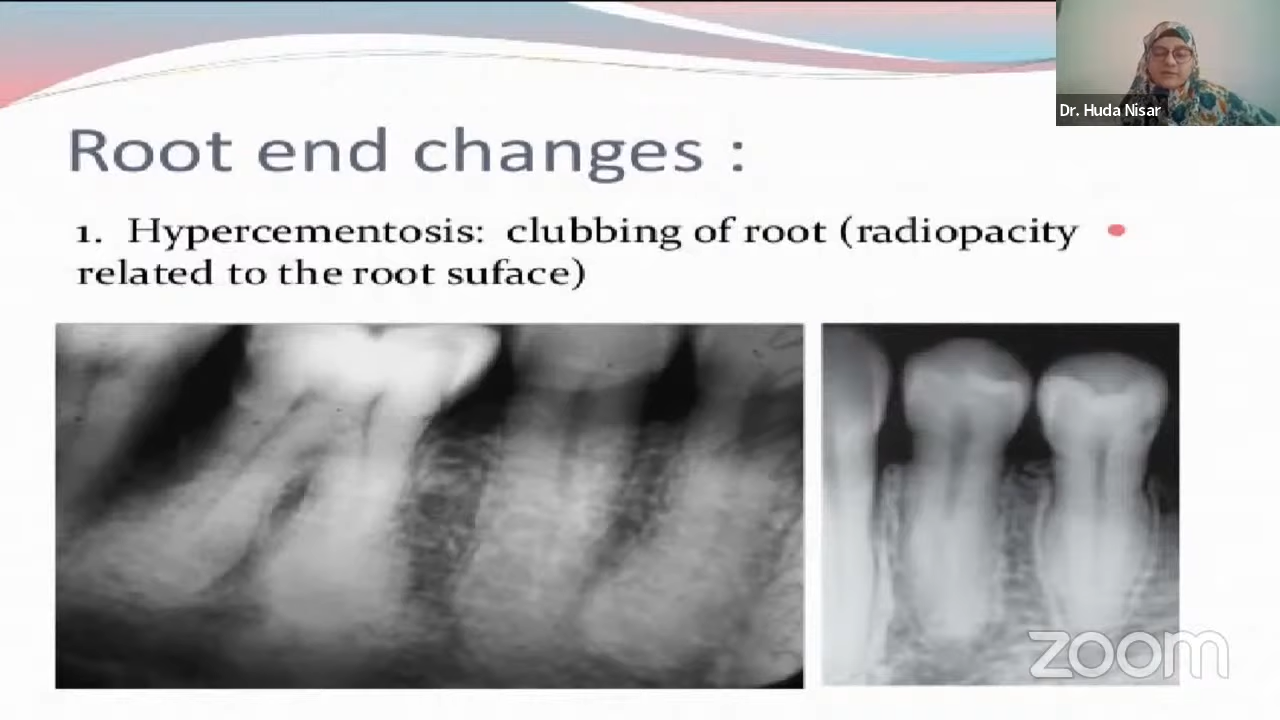 Dr. Huda Nisar
Root end changes :
1. Hypercementosis: clubbing of root (radiopacity •
related to the root suface)
zoom